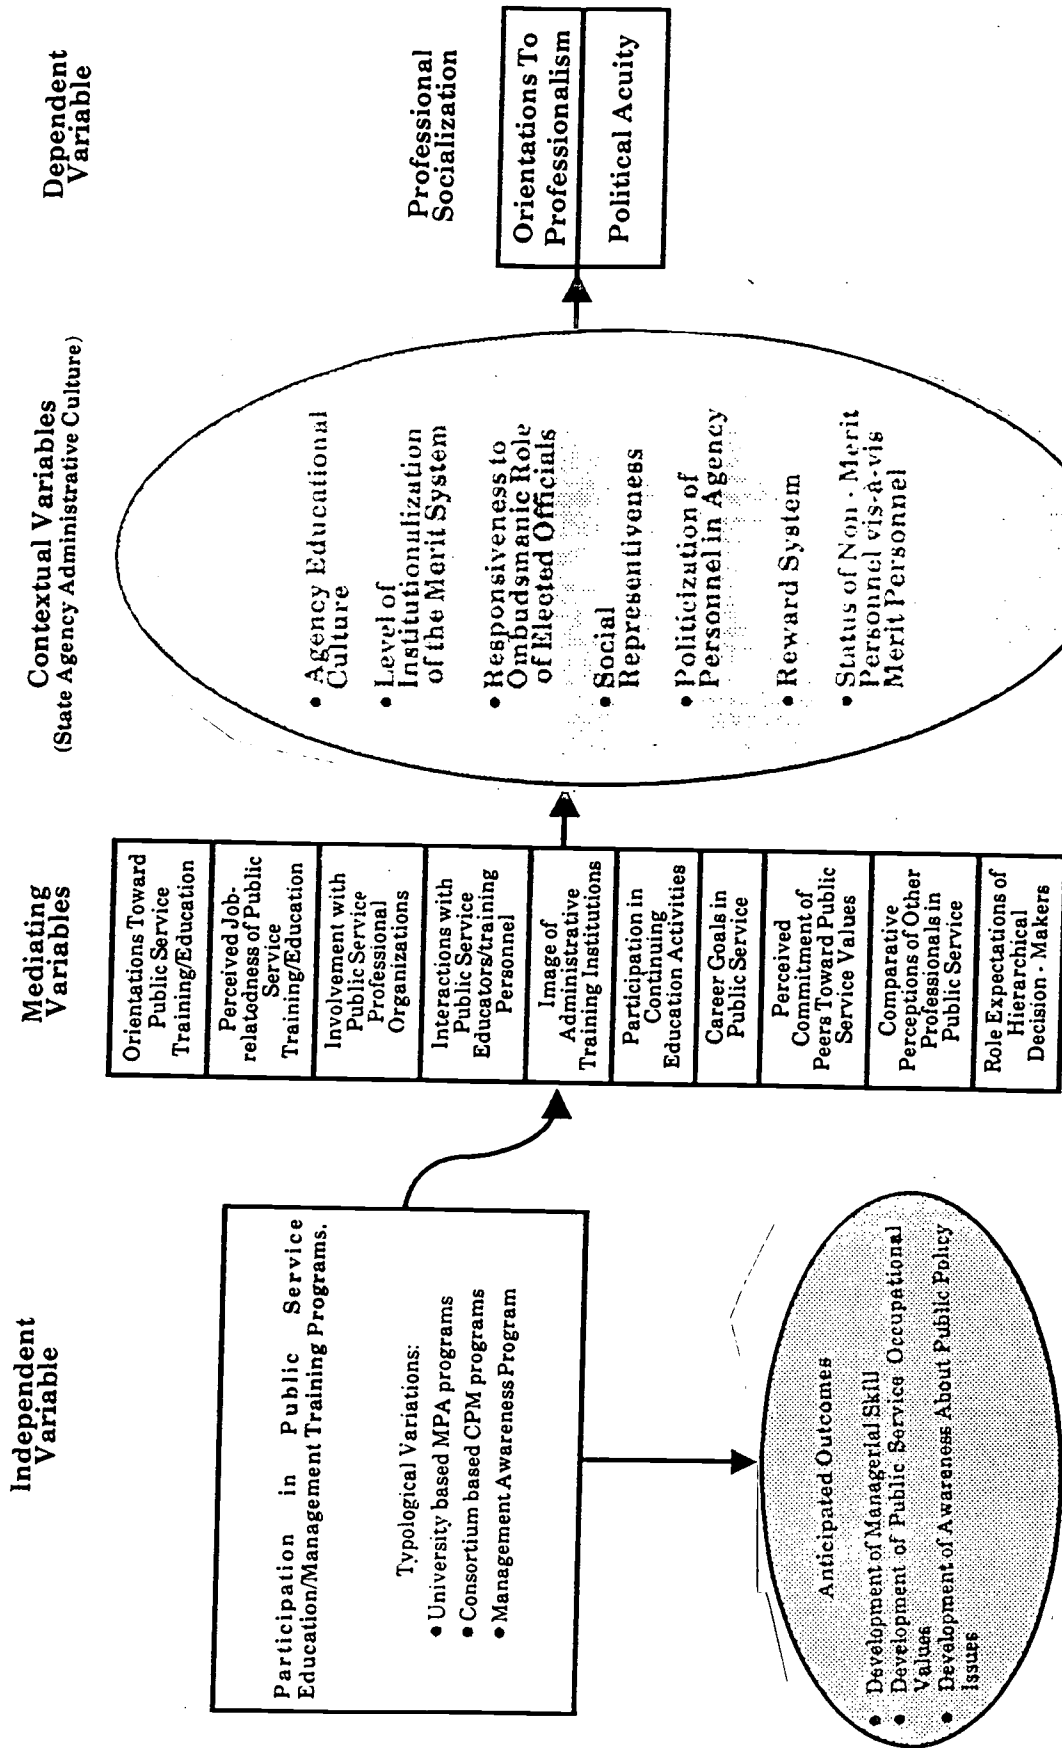 Independent
Variable
Participation in Public Service
Education/Management Training Programs.
Typological Variations:
● University based MPA programs
● Consortium based CPM programs
● Management Awareness Program
Anticipated Outcomes
● Development of Managerial Skill
● Development of Public Service Occupational
Values
● Development of Awareness About Public Policy
Issues
Mediating
Variables
Orientations Toward
Public Service
Training/Education
Perceived Job-
relatedness of Public
Service
Training/Education
Involvement with
Public Service
Professional
Organizations
Interactions with
Public Service
Educators/training
Personnel
Image of
Administrative
Training Institutions
Participation in
Continuing
Education Activities
Career Goals in
Public Service
Perceived
Commitment of
Peers Toward Public
Service Values
Comparative
Perceptions of Other
Professionals in
Public Service
Role Expectations of
Hierarchical
Decision - Makers
Contextual Variables
(State Agency Administrative Culture)
● Agency Educational
Culture
● Level of
Institutionulization
of the Merit System
● Responsiveness to
Ombudsmanic Role
of Elected Officials
● Social
Representiveness
● Politicization of
Personnel in Agency
● Reward System
● Status of Non - Merit
Personnel vis-a-vis
Merit Personnel
Dependent
Variable
Professional
Socialization
Orientations To
Professionalism
Political Acuity